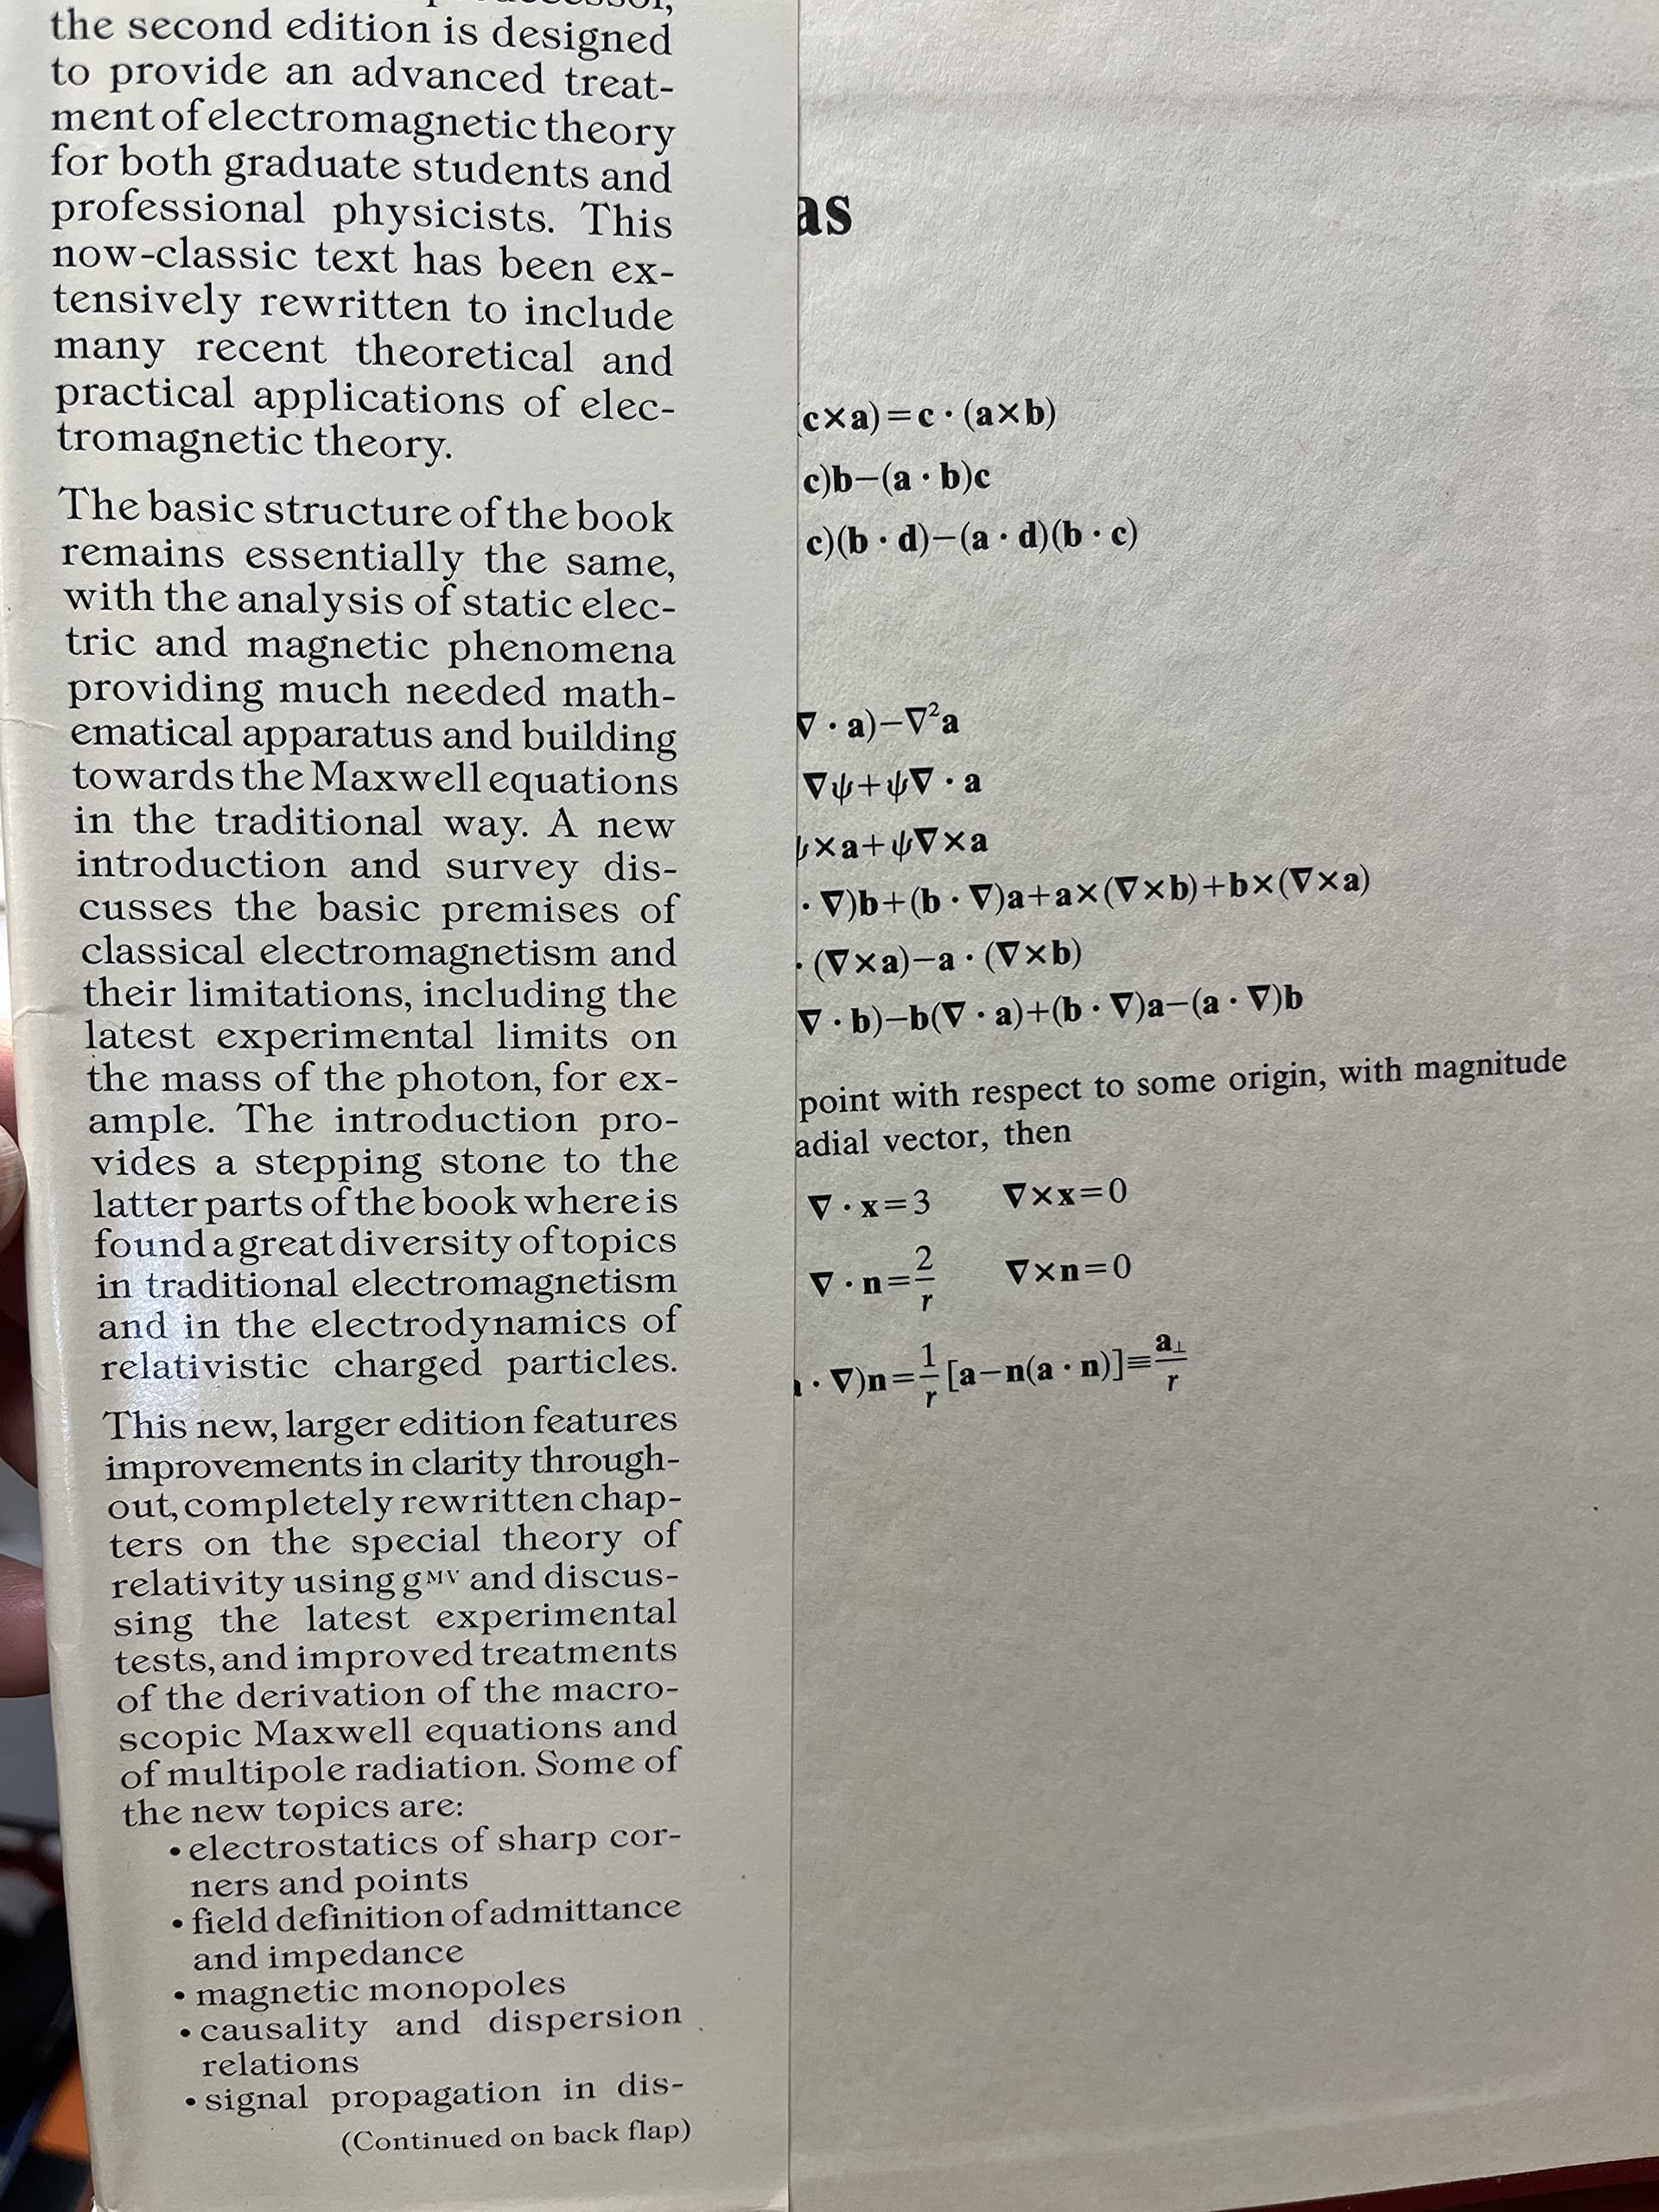 the second edition is designed
to provide an advanced treat-
ment of electromagnetic theory
for both graduate students and
professional physicists. This
now-classic text has been ex-
tensively rewritten to include
many recent theoretical and
practical applications of elec-
tromagnetic theory.
The basic structure of the book
remains essentially the same,
with the analysis of static elec-
tric and magnetic phenomena
providing much needed math-
ematical apparatus and building
towards the Maxwell equations
in the traditional way. A new
introduction and survey dis-
cusses the basic premises of
classical electromagnetism and
their limitations, including the
latest experimental limits on
the mass of the photon, for ex-
ample. The introduction pro-
vides a stepping stone to the
latter parts of the book where is
found a great diversity of topics
in traditional electromagnetism
and in the electrodynamics of
relativistic charged particles.
This new, larger edition features
improvements in clarity through-
out, completely rewritten chap-
ters on the special theory of
relativity using g^MV and discus-
sing the latest experimental
tests, and improved treatments
of the derivation of the macro-
scopic Maxwell equations and
of multipole radiation. Some of
the new topics are:
• electrostatics of sharp cor-
ners and points
• field definition of admittance
and impedance
• magnetic monopoles
• causality and dispersion
relations
• signal propagation in dis-
(Continued on back flap)
as
(c×a)=c · (a×b)
c)b−(a · b)c
c)(b · d)−(a · d)(b · c)
∇ · a)−∇²a
∇ψ+ψ∇ · a
ψ×a+ψ∇×a
· ∇)b+(b · ∇)a+a×(∇×b)+b×(∇×a)
· (∇×a)−a · (∇×b)
∇ · b)−b(∇ · a)+(b · ∇)a−(a · ∇)b
point with respect to some origin, with magnitude
adial vector, then
∇ · x=3 ∇×x=0
∇ · n=2/r ∇×n=0
· ∇)n=1/r [a−n(a · n)]≡a⊥/r